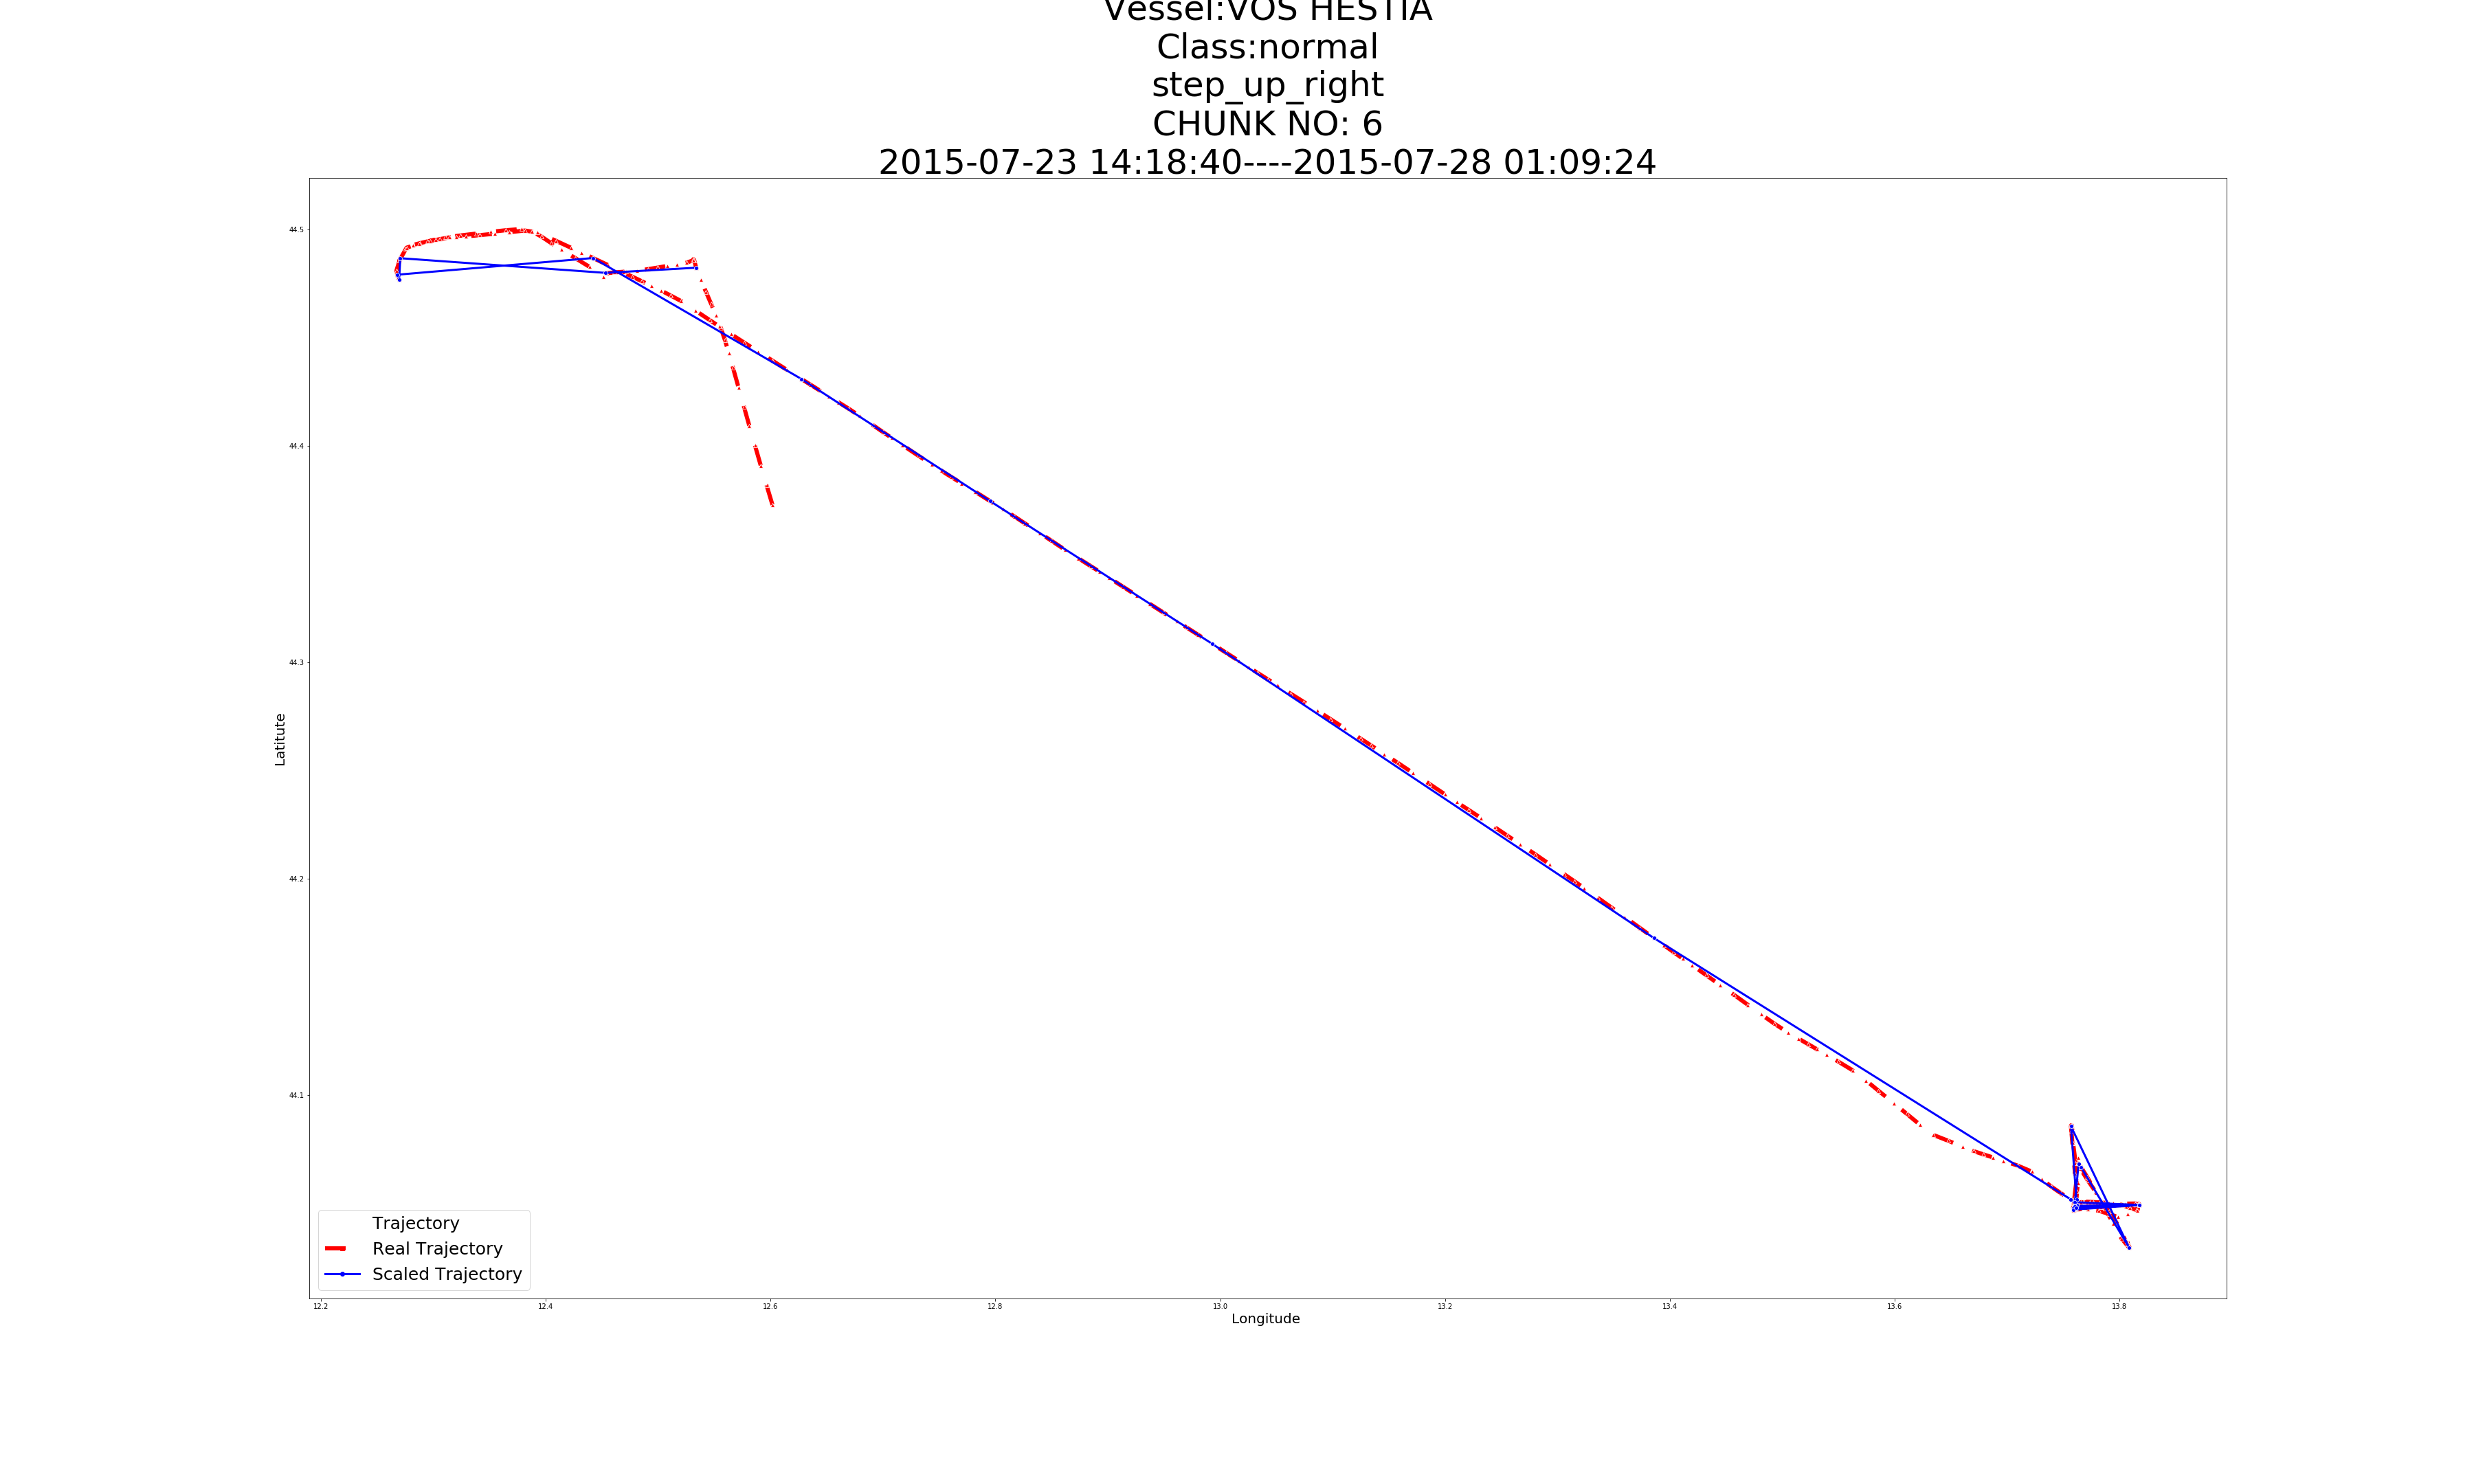 Vessel:VOS HESTIA
Class:normal
step_up_right
CHUNK NO: 6
2015-07-23 14:18:40----2015-07-28 01:09:24
44.5
44.4
44.3
44.2
44.1
Latitute
12.2
12.4
12.6
12.8
13.0
13.2
13.4
13.6
13.8
Longitude
Trajectory
Real Trajectory
Scaled Trajectory